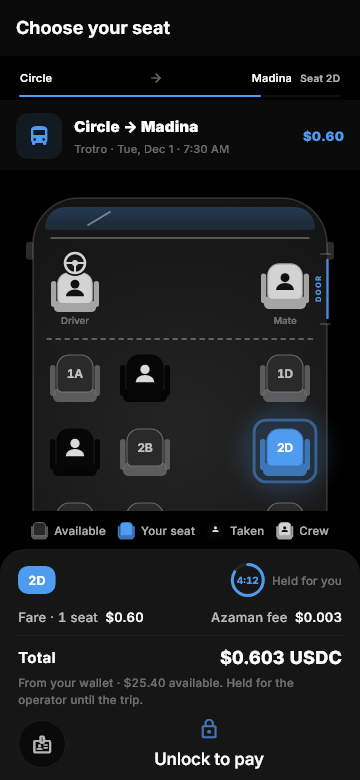 Choose your seat
Circle → Madina Seat 2D
Circle → Madina
$0.60
Trotro · Tue, Dec 1 · 7:30 AM
Driver
Mate
DOOR
1A
1D
2B
2D
Available Your seat Taken Crew
2D
4:12 Held for you
Fare · 1 seat $0.60
Azaman fee $0.003
Total
$0.603 USDC
From your wallet · $25.40 available. Held for the
operator until the trip.
Unlock to pay